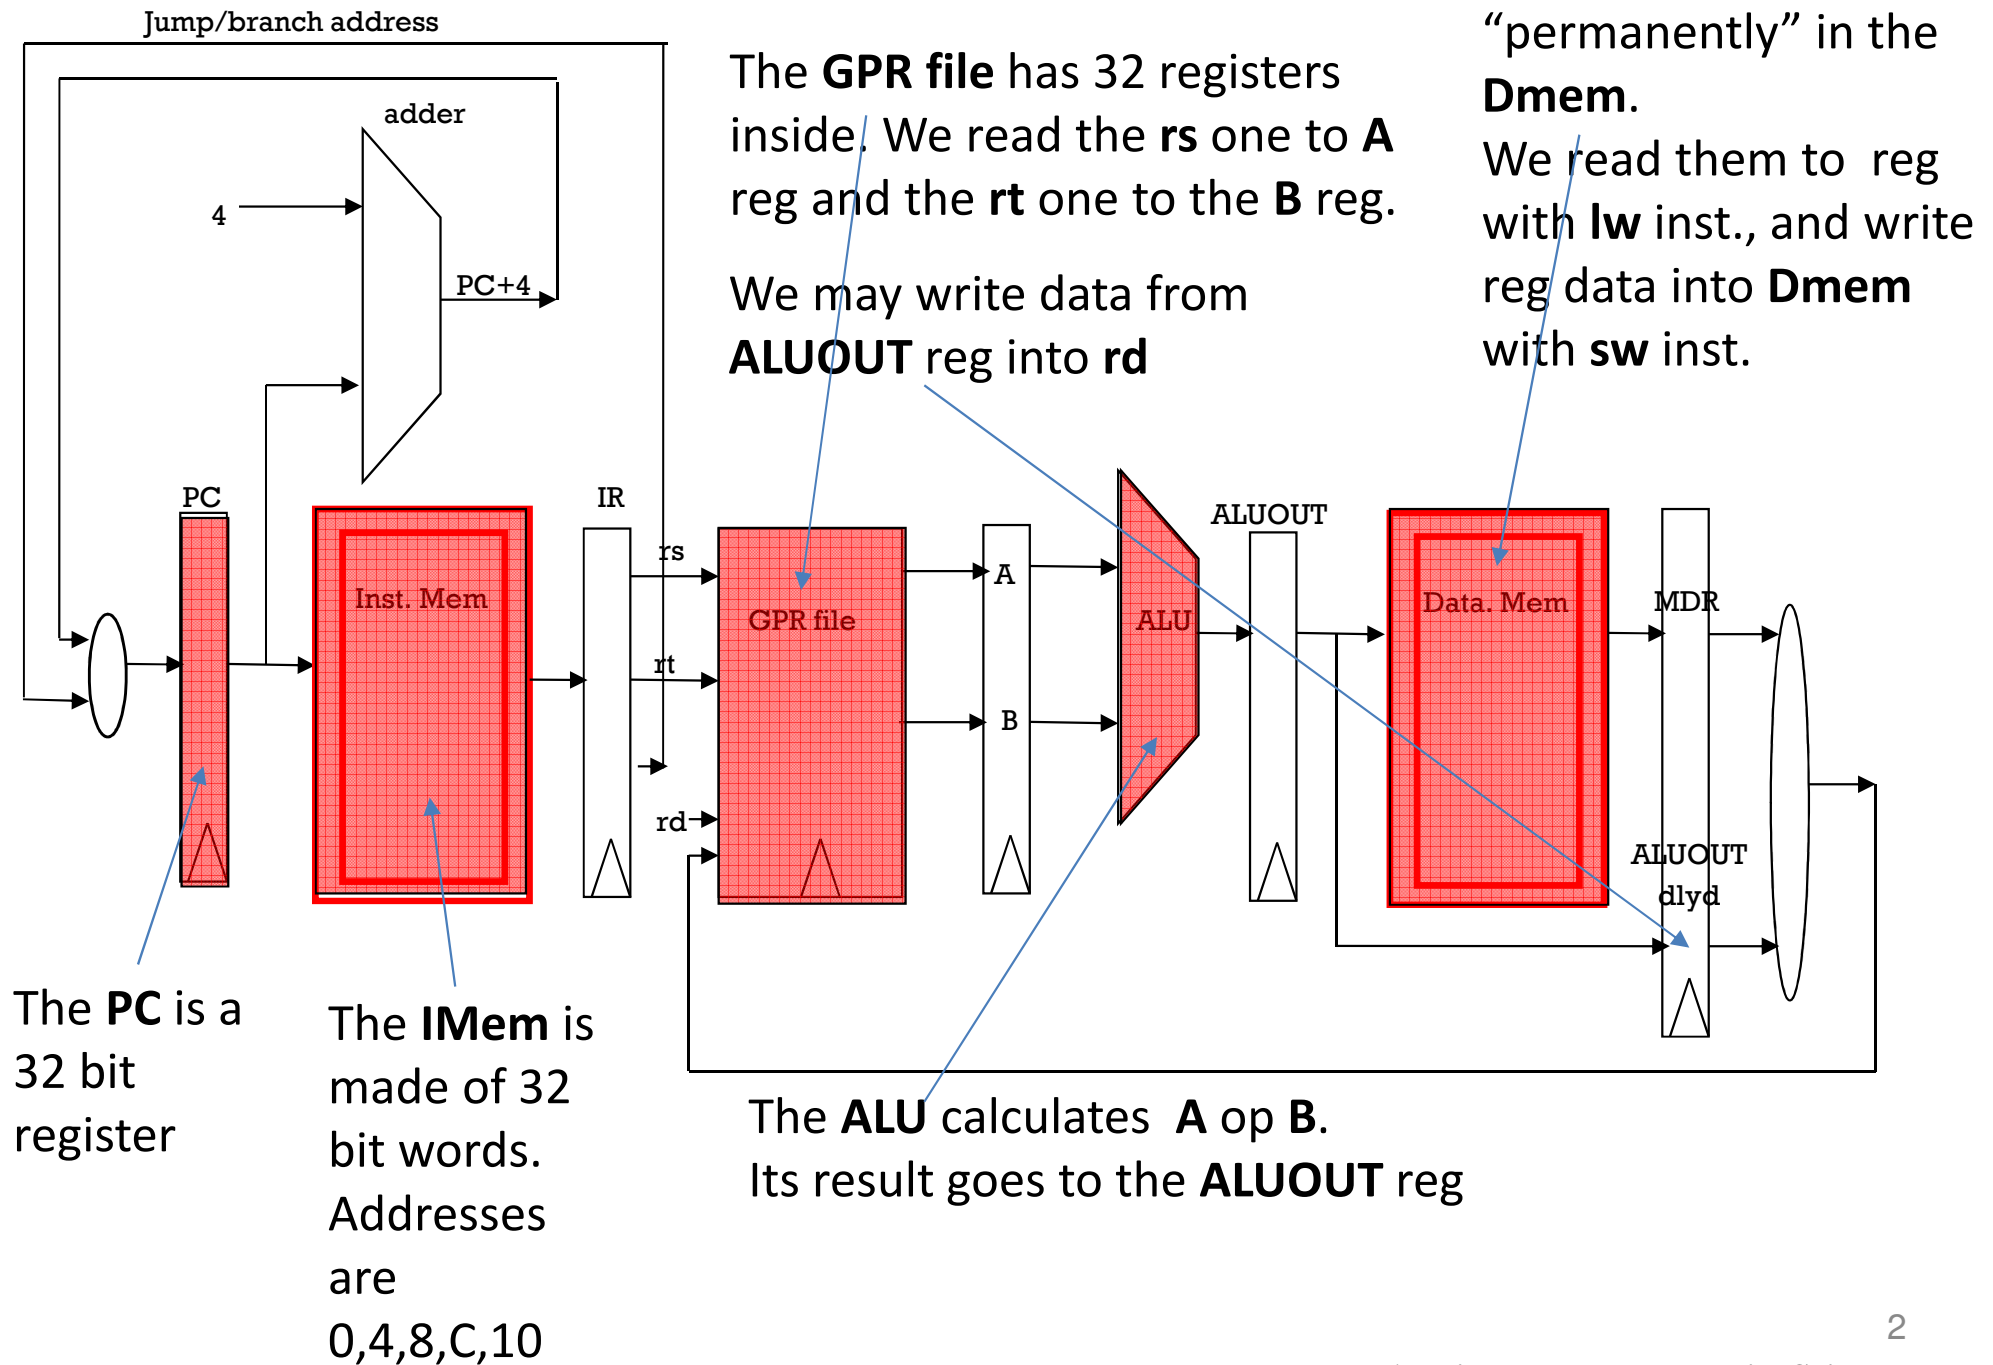 Jump/branch address
adder
4
PC+4
The GPR file has 32 registers
inside. We read the rs one to A
reg and the rt one to the B reg.
We may write data from
ALUOUT reg into rd
“permanently” in the
Dmem.
We read them to reg
with lw inst., and write
reg data into Dmem
with sw inst.
PC
Inst. Mem
IR
rs
rt
rd
GPR file
A
B
ALU
ALUOUT
Data. Mem
MDR
ALUOUT
dlyd
The PC is a
32 bit
register
The IMem is
made of 32
bit words.
Addresses
are
0,4,8,C,10
The ALU calculates A op B.
Its result goes to the ALUOUT reg
2